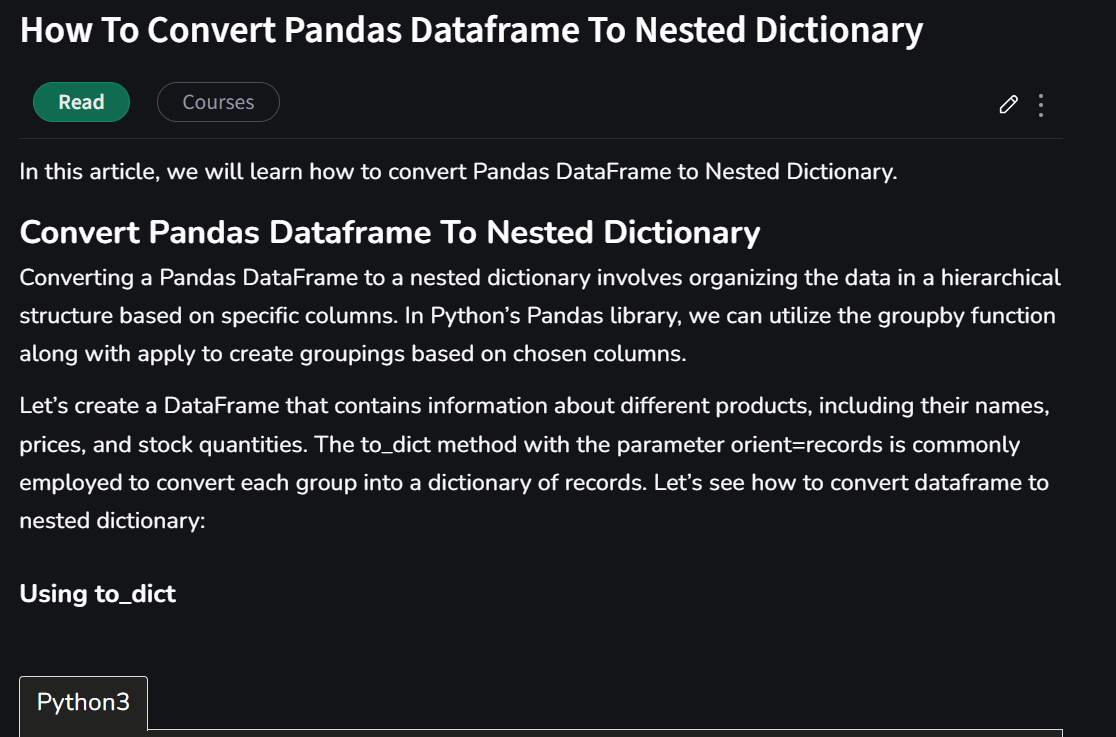 How To Convert Pandas Dataframe To Nested Dictionary
Read
Courses
In this article, we will learn how to convert Pandas DataFrame to Nested Dictionary.
Convert Pandas Dataframe To Nested Dictionary
Converting a Pandas DataFrame to a nested dictionary involves organizing the data in a hierarchical
structure based on specific columns. In Python’s Pandas library, we can utilize the groupby function
along with apply to create groupings based on chosen columns.
Let’s create a DataFrame that contains information about different products, including their names,
prices, and stock quantities. The to_dict method with the parameter orient=records is commonly
employed to convert each group into a dictionary of records. Let’s see how to convert dataframe to
nested dictionary:
Using to_dict
Python3